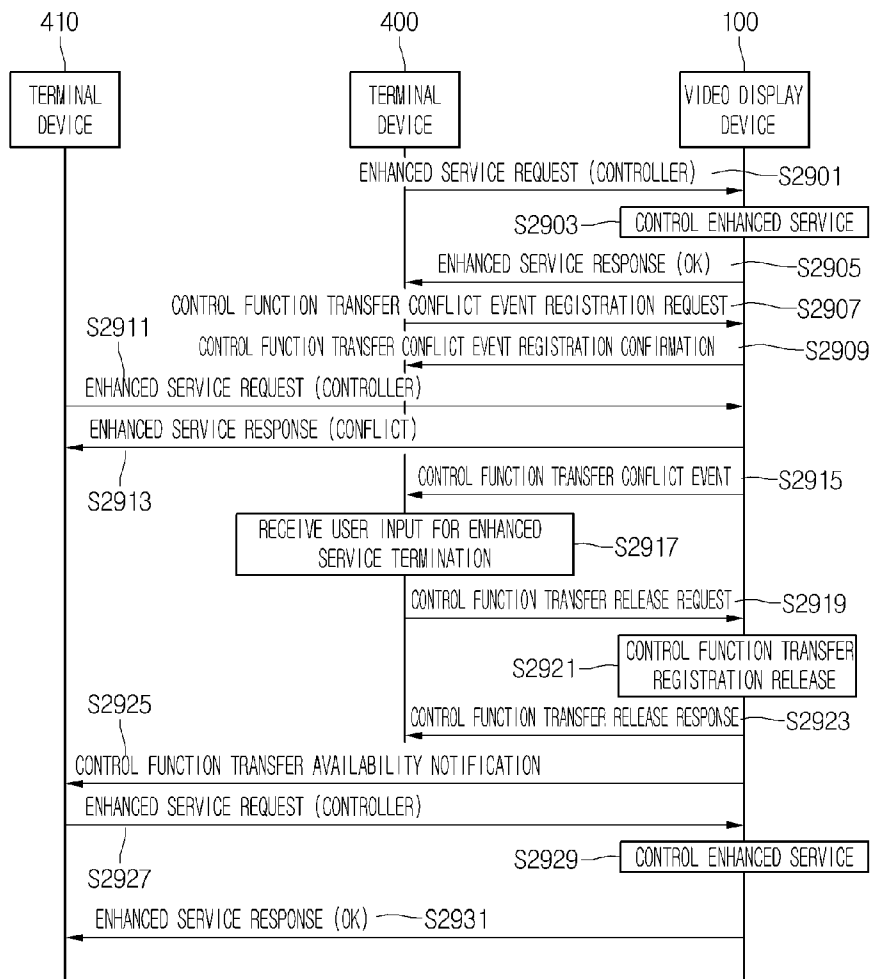 410
400
100
TERMINAL
DEVICE
TERMINAL
DEVICE
VIDEO DISPLAY
DEVICE
ENHANCED SERVICE REQUEST (CONTROLLER)
S2901
S2903
CONTROL ENHANCED SERVICE
ENHANCED SERVICE RESPONSE (OK)
S2905
CONTROL FUNCTION TRANSFER CONFLICT EVENT REGISTRATION REQUEST
S2907
S2911
CONTROL FUNCTION TRANSFER CONFLICT EVENT REGISTRATION CONFIRMATION
S2909
ENHANCED SERVICE REQUEST (CONTROLLER)
ENHANCED SERVICE RESPONSE (CONFLICT)
S2913
CONTROL FUNCTION TRANSFER CONFLICT EVENT
S2915
RECEIVE USER INPUT FOR ENHANCED
SERVICE TERMINATION
S2917
CONTROL FUNCTION TRANSFER RELEASE REQUEST
S2919
S2921
CONTROL FUNCTION TRANSFER
REGISTRATION RELEASE
S2925
CONTROL FUNCTION TRANSFER RELEASE RESPONSE
S2923
CONTROL FUNCTION TRANSFER AVAILABILITY NOTIFICATION
ENHANCED SERVICE REQUEST (CONTROLLER)
S2927
S2929
CONTROL ENHANCED SERVICE
ENHANCED SERVICE RESPONSE (OK)
S2931